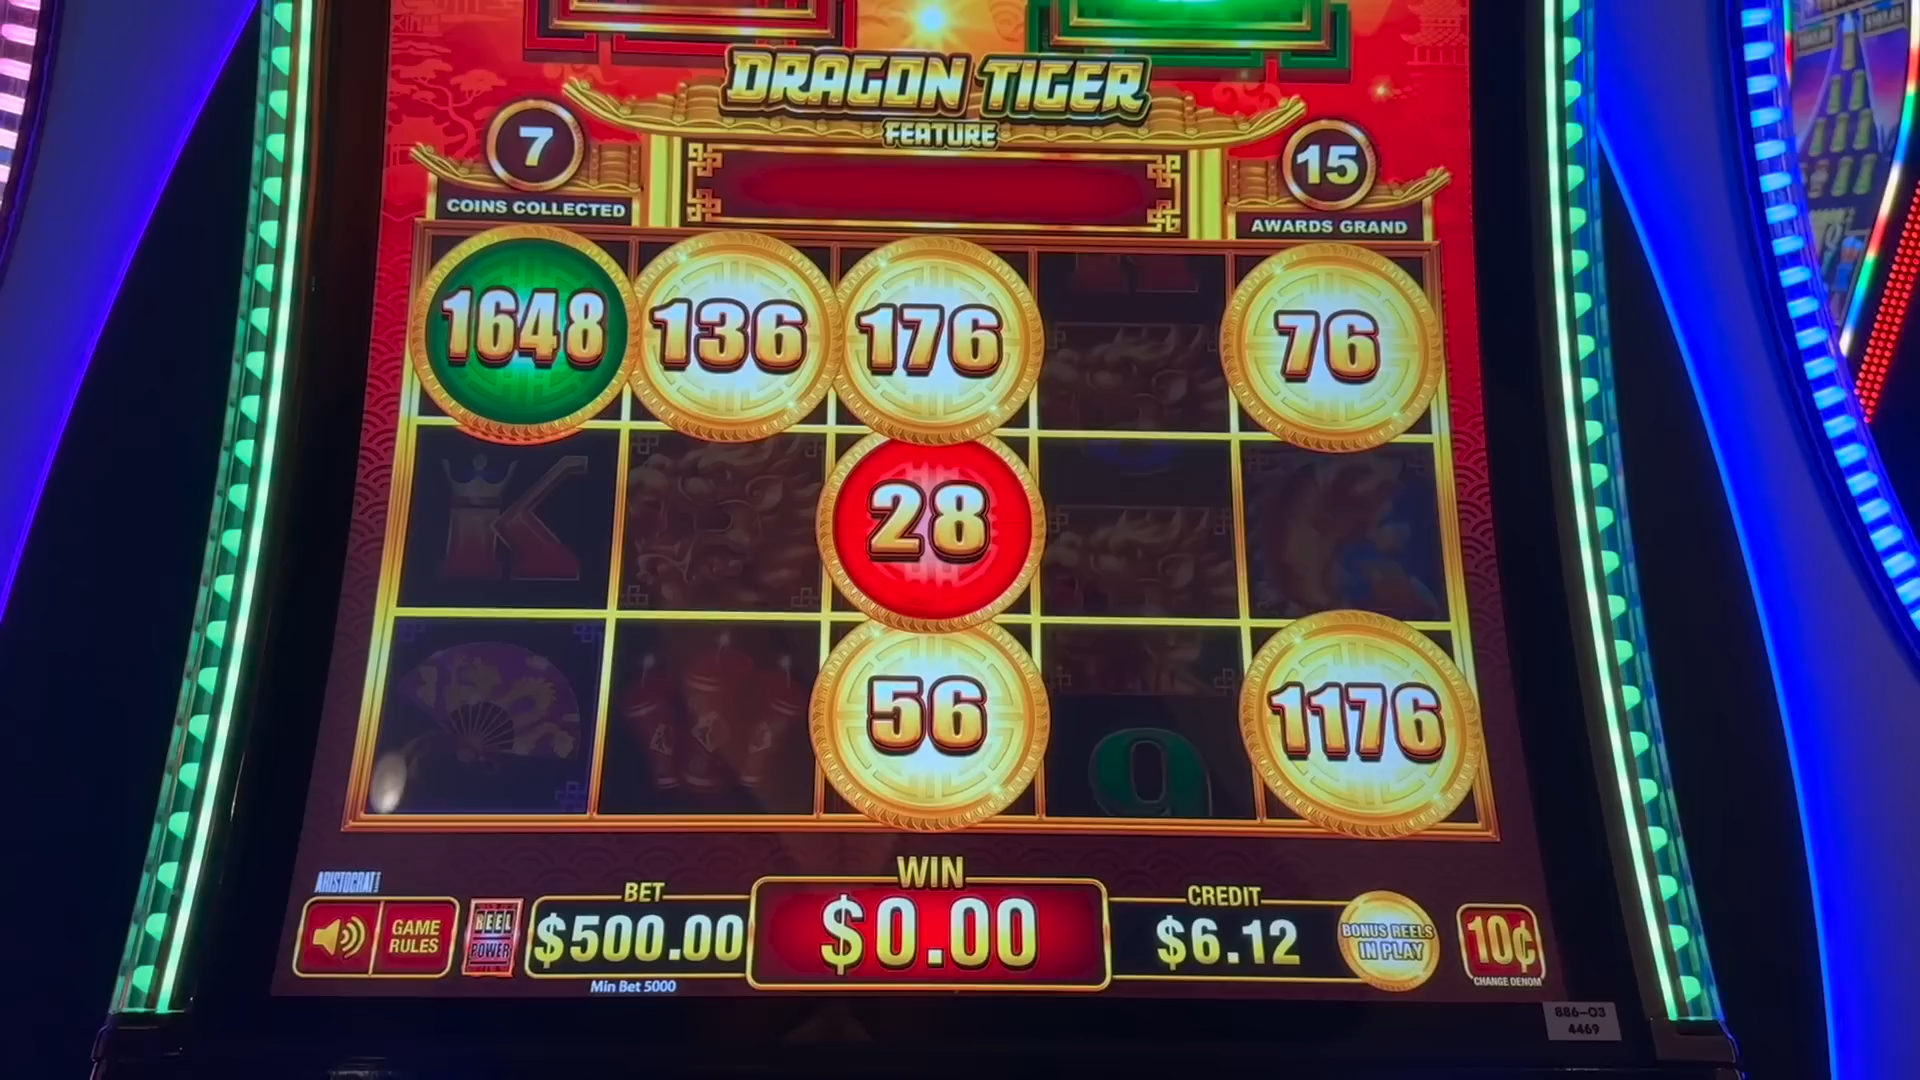 DRAGON TIGER
FEATURE
7
COINS COLLECTED
15
AWARDS GRAND
1648
136
176
76
K
28
56
9
1176
ARISTOCRAT
GAME
RULES
REEL
POWER
BET
$500.00
Min Bet 5000
WIN
$0.00
CREDIT
$6.12
BONUS REELS
IN PLAY
10¢
CHANGE DENOM
886-03
4469